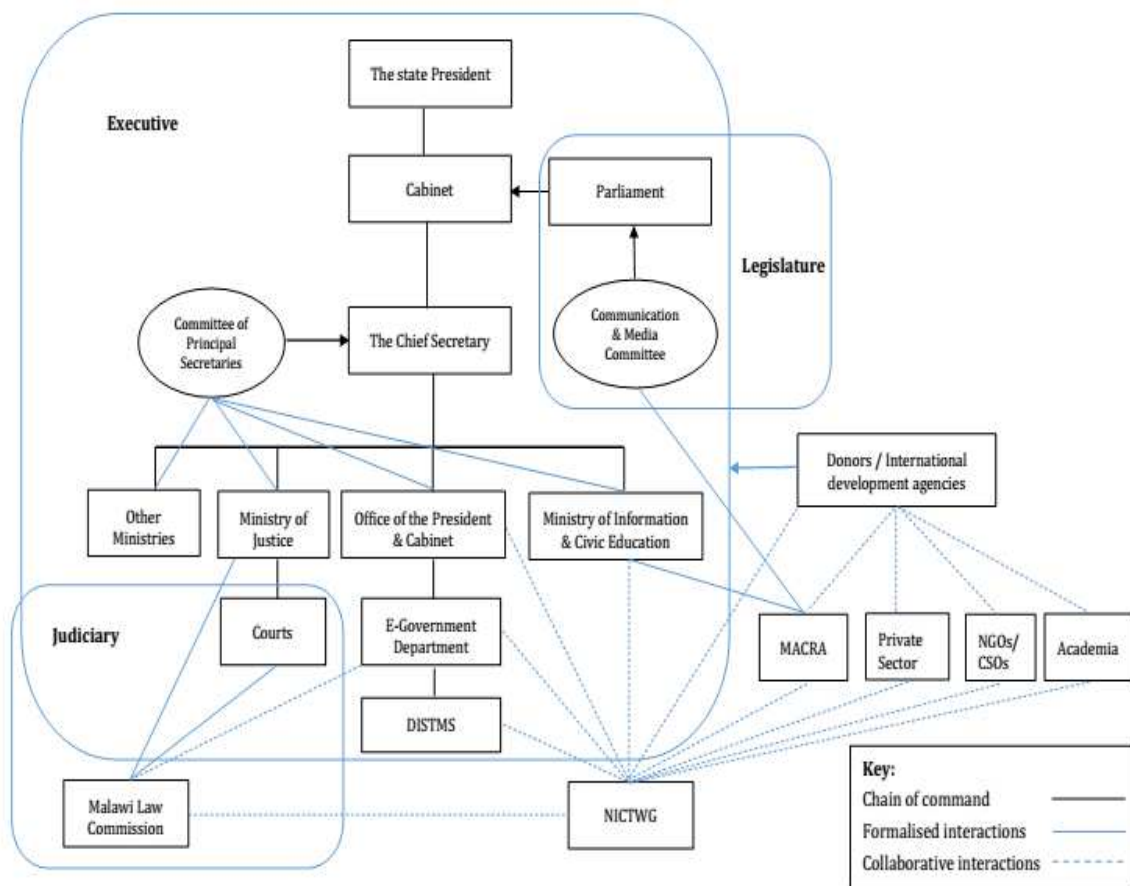 The state President
Executive
Cabinet
Parliament
Legislature
Committee of
Principal
Secretaries
The Chief Secretary
Communication
& Media
Committee
Donors / International
development agencies
Other
Ministries
Ministry of
Justice
Office of the President
& Cabinet
Ministry of Information
& Civic Education
Judiciary
Courts
E-Government
Department
MACRA
Private
Sector
NGOs/
CSOs
Academia
DISTMS
Malawi Law
Commission
NICTWG
Key:
Chain of command
Formalised interactions
Collaborative interactions